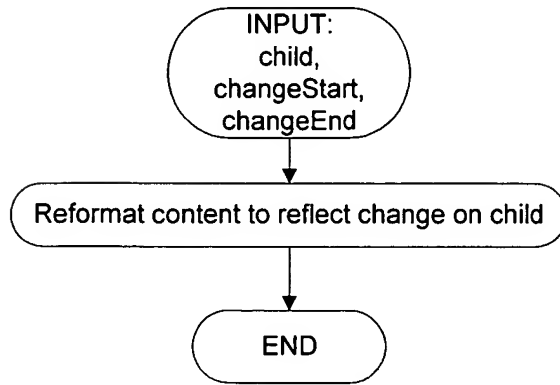 INPUT:
child,
changeStart,
changeEnd
Reformat content to reflect change on child
END